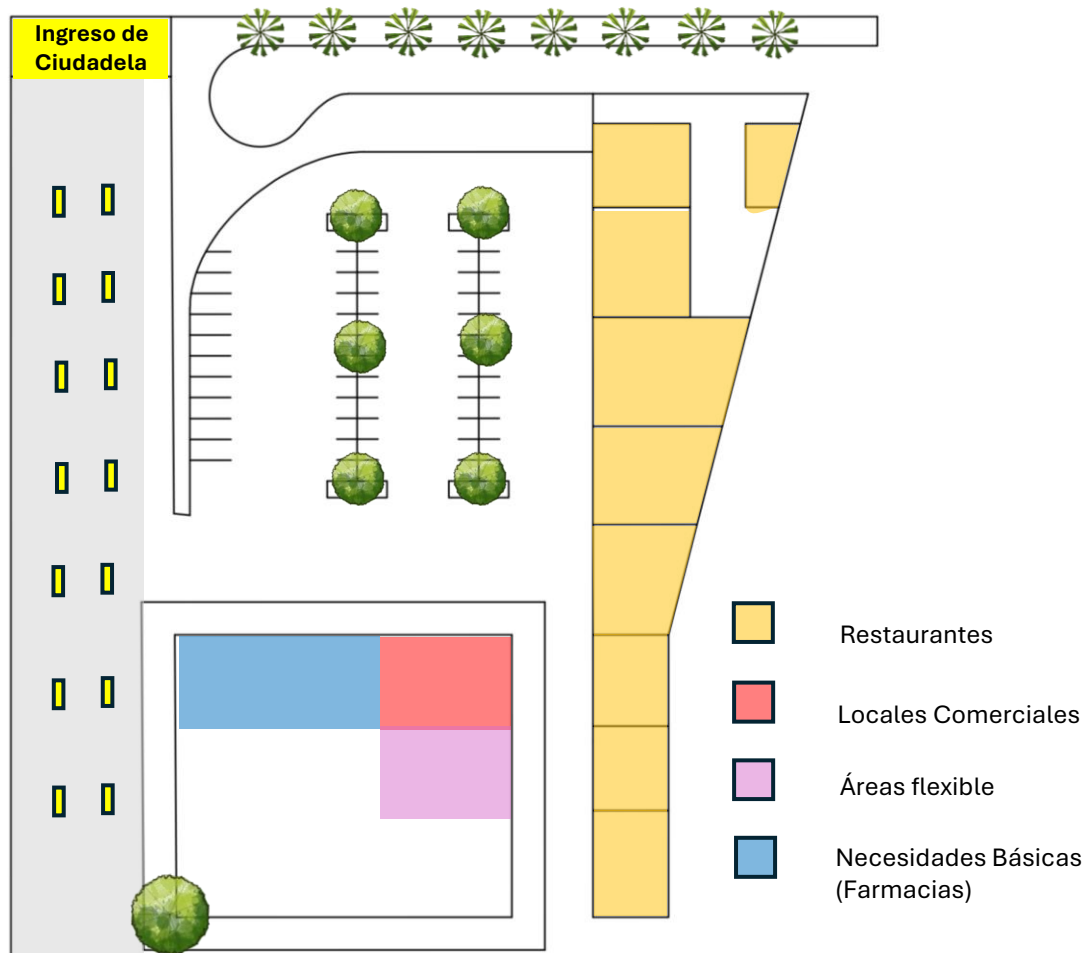 Ingreso de
Ciudadela
Restaurantes
Locales Comerciales
Áreas flexible
Necesidades Básicas
(Farmacias)